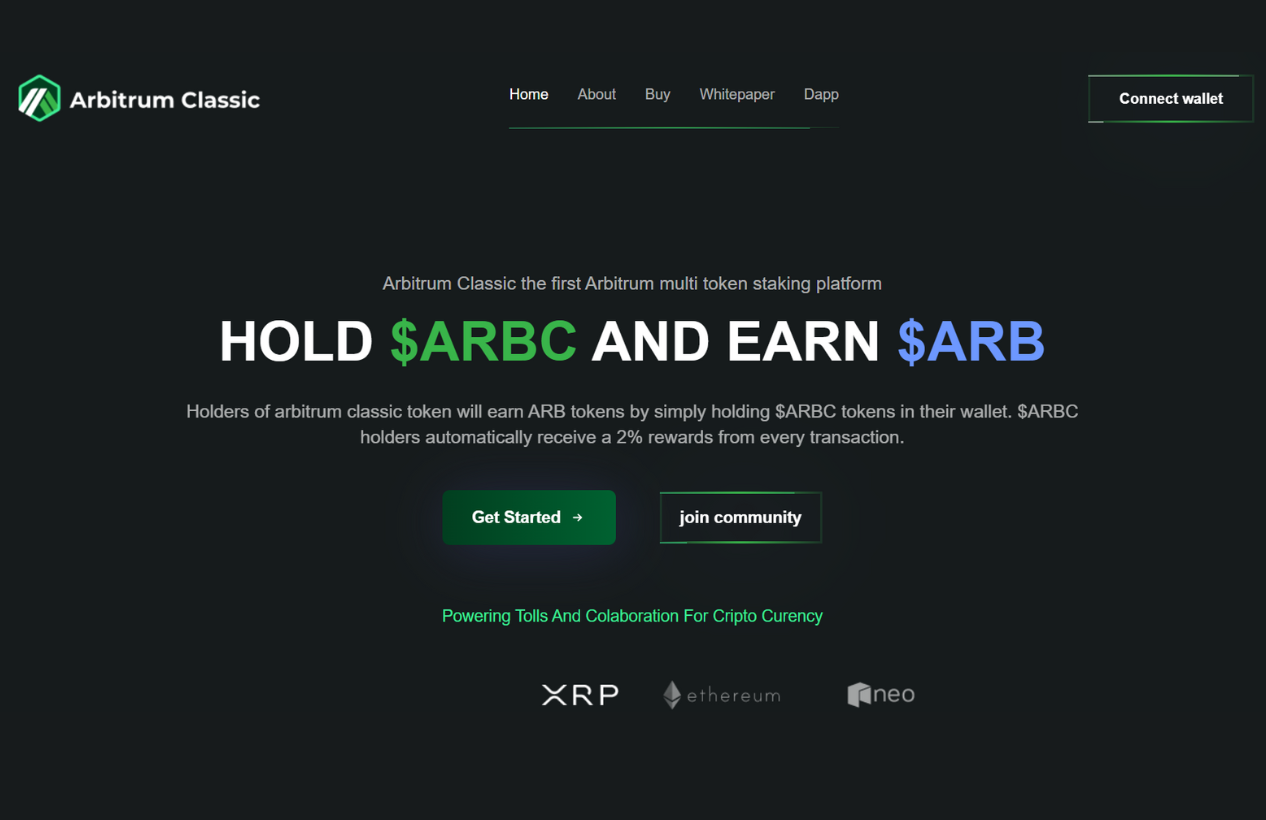 Arbitrum Classic
Home About Buy Whitepaper Dapp
Connect wallet
Arbitrum Classic the first Arbitrum multi token staking platform
HOLD $ARBC AND EARN $ARB
Holders of arbitrum classic token will earn ARB tokens by simply holding $ARBC tokens in their wallet. $ARBC
holders automatically receive a 2% rewards from every transaction.
Get Started →
join community
Powering Tolls And Colaboration For Cripto Curency
XRP ethereum neo